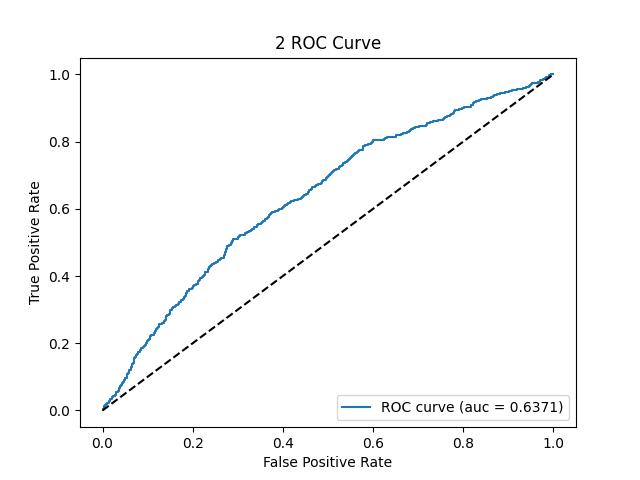 2 ROC Curve
True Positive Rate
1.0
0.8
0.6
0.4
0.2
0.0
ROC curve (auc = 0.6371)
0.0 0.2 0.4 0.6 0.8 1.0
False Positive Rate